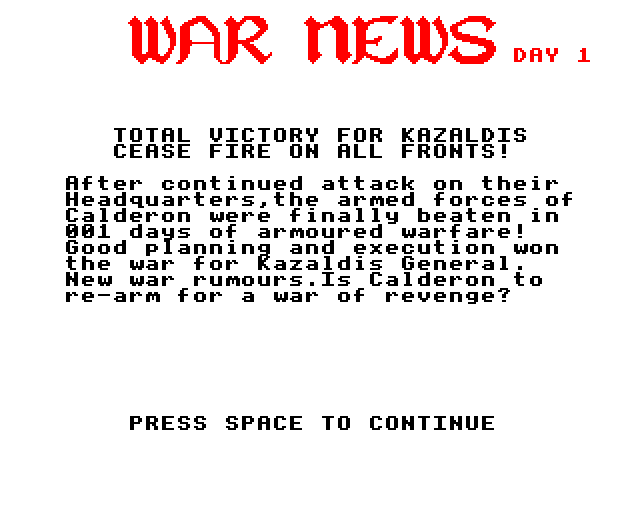 WAR NEWS DAY 1
TOTAL VICTORY FOR KAZALDIS
CEASE FIRE ON ALL FRONTS!
After continued attack on their
Headquarters,the armed forces of
Calderon were finally beaten in
001 days of armoured warfare!
Good planning and execution won
the war for Kazaldis General.
New war rumours.Is Calderon to
re-arm for a war of revenge?
PRESS SPACE TO CONTINUE